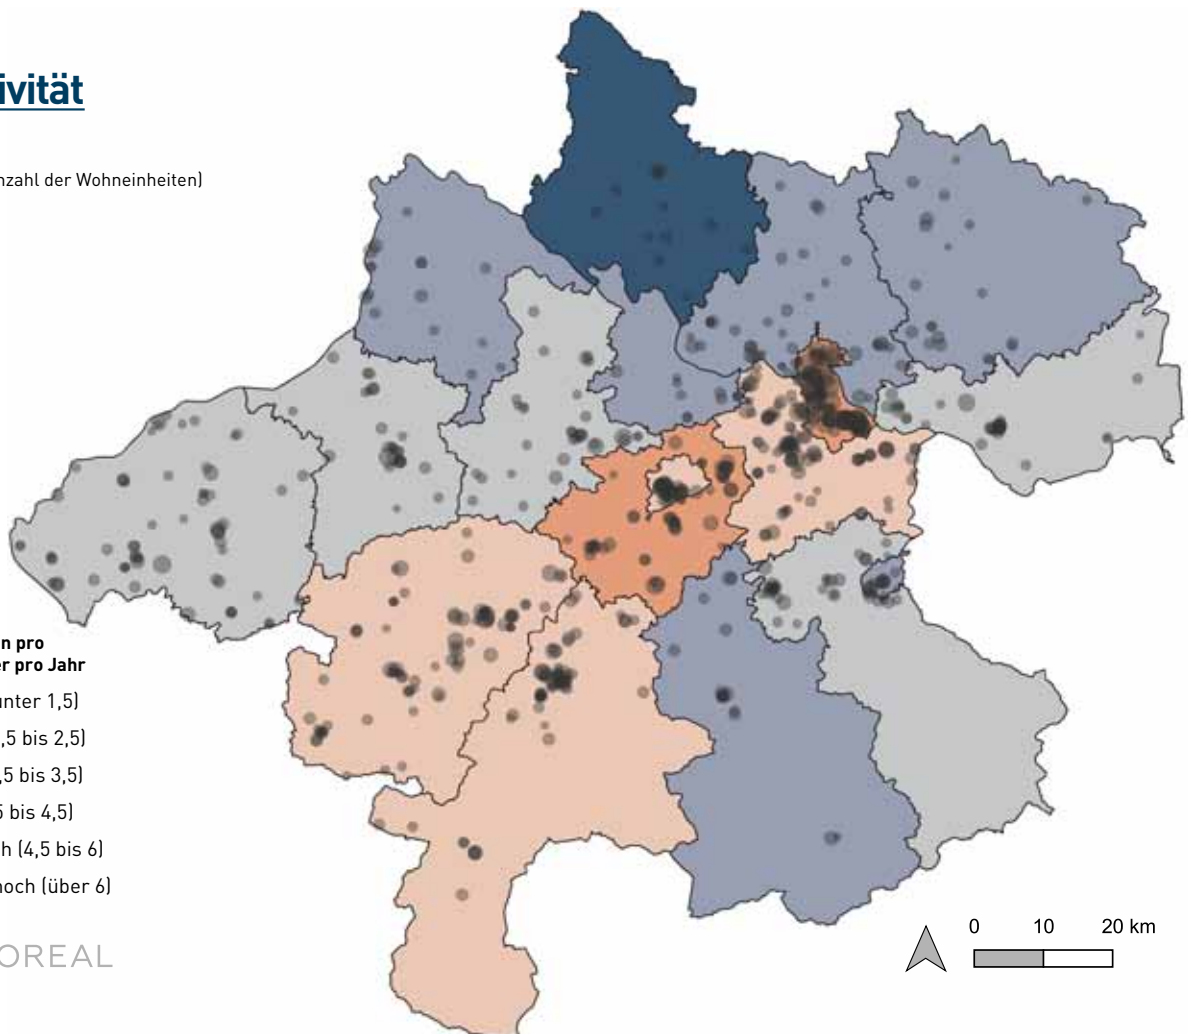 ivität
nzahl der Wohneinheiten)
n pro
er pro Jahr
unter 1,5)
,5 bis 2,5)
,5 bis 3,5)
5 bis 4,5)
h (4,5 bis 6)
hoch (über 6)
OREAL
0 10 20 km